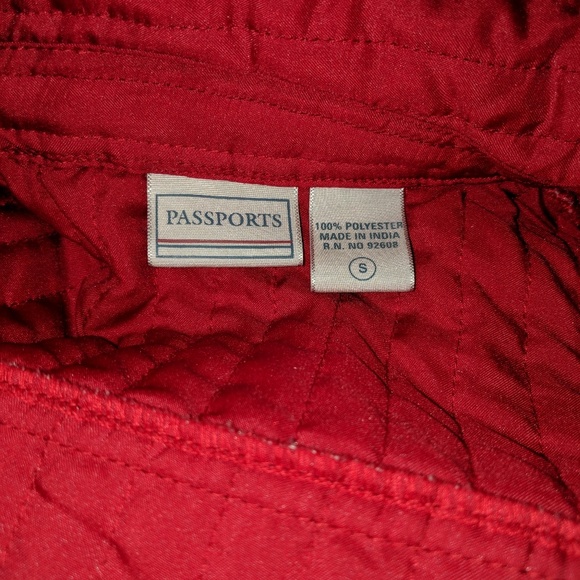 PASSPORTS
100% POLYESTER
MADE IN INDIA
R.N. NO 92608
S